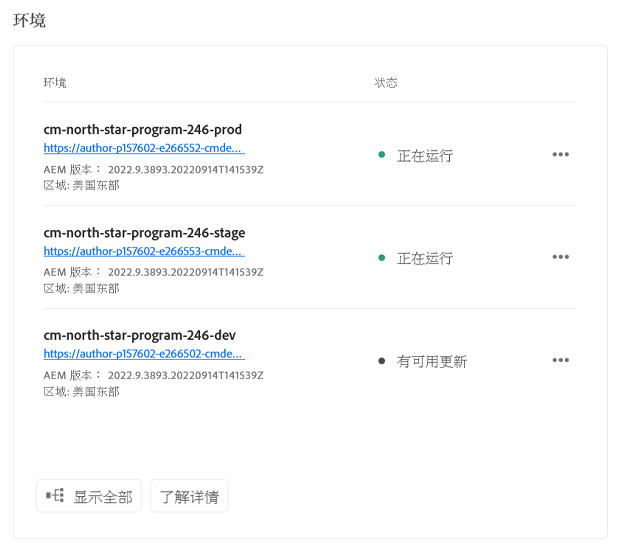 环境
环境 状态
cm-north-star-program-246-prod
https://author-p157602-e266552-cmde...
正在运行
AEM 版本： 2022.9.3893.20220914T141539Z
区域: 美国东部
cm-north-star-program-246-stage
https://author-p157602-e266553-cmde...
正在运行
AEM 版本： 2022.9.3893.20220914T141539Z
区域: 美国东部
cm-north-star-program-246-dev
https://author-p157602-e266502-cmde...
有可用更新
AEM 版本： 2022.9.3893.20220914T141539Z
区域: 美国东部
显示全部 了解详情